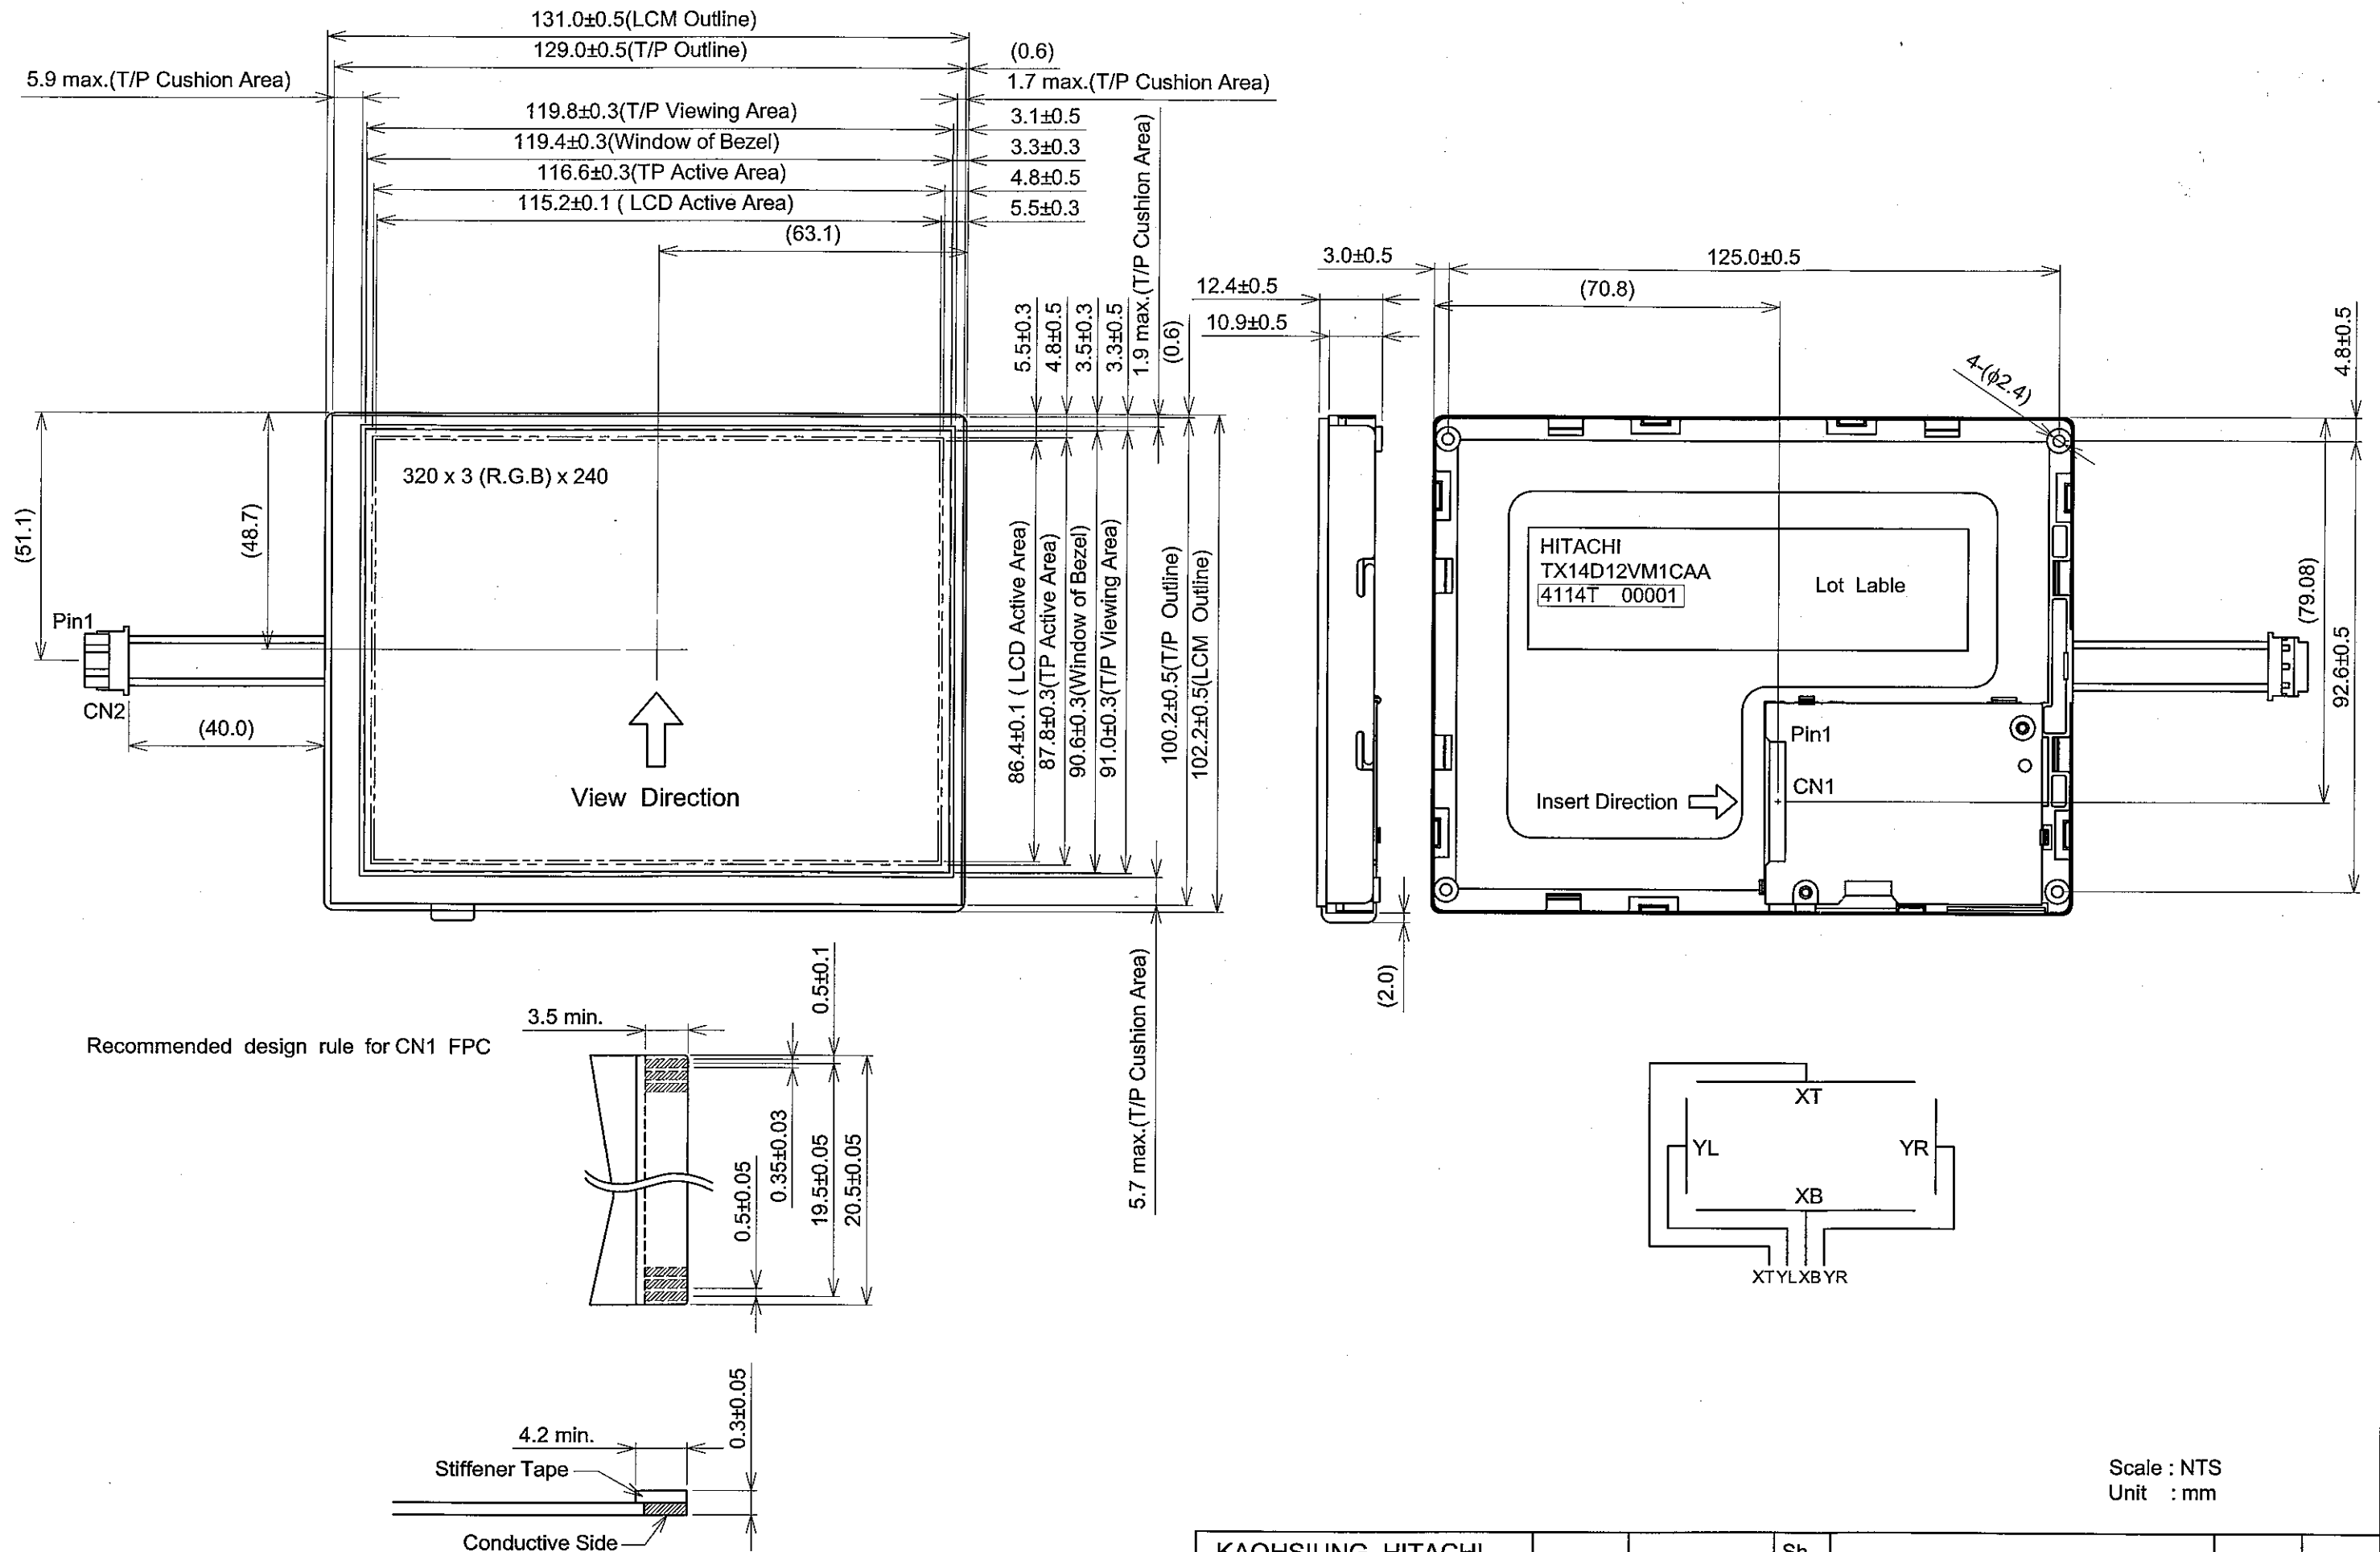 131.0±0.5(LCM Outline)
129.0±0.5(T/P Outline)
(0.6)
5.9 max.(T/P Cushion Area)
1.7 max.(T/P Cushion Area)
119.8±0.3(T/P Viewing Area)
3.1±0.5
119.4±0.3(Window of Bezel)
3.3±0.3
116.6±0.3(TP Active Area)
4.8±0.5
115.2±0.1 ( LCD Active Area)
5.5±0.3
(63.1)
5.5±0.3
4.8±0.5
3.5±0.3
3.3±0.5
1.9 max.(T/P Cushion Area)
(0.6)
320 x 3 (R.G.B) x 240
(51.1)
(48.7)
Pin1
CN2
(40.0)
View Direction
86.4±0.1 ( LCD Active Area)
87.8±0.3(TP Active Area)
90.6±0.3(Window of Bezel)
91.0±0.3(T/P Viewing Area)
100.2±0.5(T/P Outline)
102.2±0.5(LCM Outline)
5.7 max.(T/P Cushion Area)
12.4±0.5
10.9±0.5
(2.0)
3.0±0.5
125.0±0.5
(70.8)
4-(ϕ2.4)
4.8±0.5
(79.08)
92.6±0.5
HITACHI
TX14D12VM1CAA
4114T 00001
Lot Lable
Pin1
CN1
Insert Direction
Recommended design rule for CN1 FPC
3.5 min.
0.5±0.1
0.5±0.05
0.35±0.03
19.5±0.05
20.5±0.05
4.2 min.
0.3±0.05
Stiffener Tape
Conductive Side
XT
YL
YR
XB
XT YL XB YR
Scale : NTS
Unit : mm
KAOHSIUNG HITACHI
Sh.